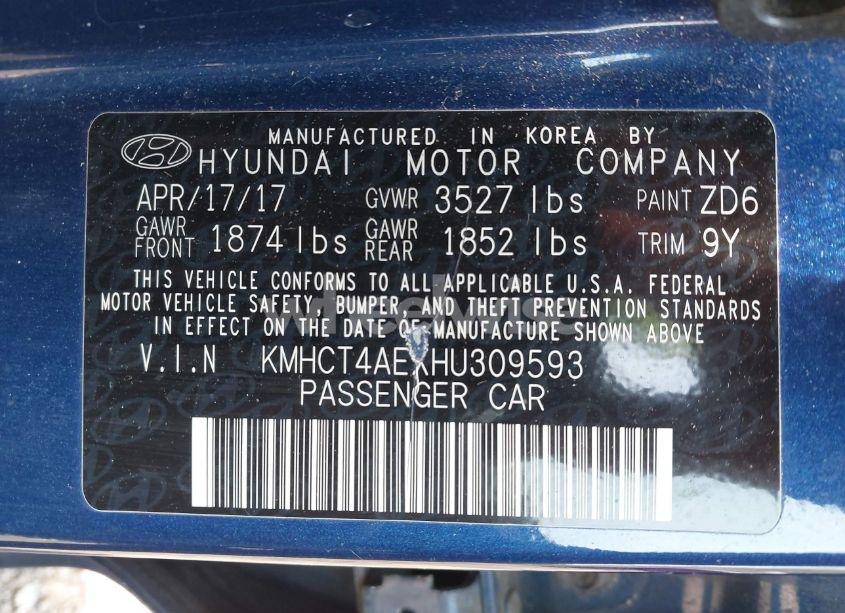 MANUFACTURED IN KOREA BY
HYUNDAI MOTOR COMPANY
APR/17/17 GVWR 3527 lbs PAINT ZD6
GAWR FRONT 1874 lbs GAWR REAR 1852 lbs TRIM 9Y
THIS VEHICLE CONFORMS TO ALL APPLICABLE U.S.A. FEDERAL
MOTOR VEHICLE SAFETY, BUMPER, AND THEFT PREVENTION STANDARDS
IN EFFECT ON THE DATE OF MANUFACTURE SHOWN ABOVE
V.I.N KMHCT4AEXHU309593
PASSENGER CAR